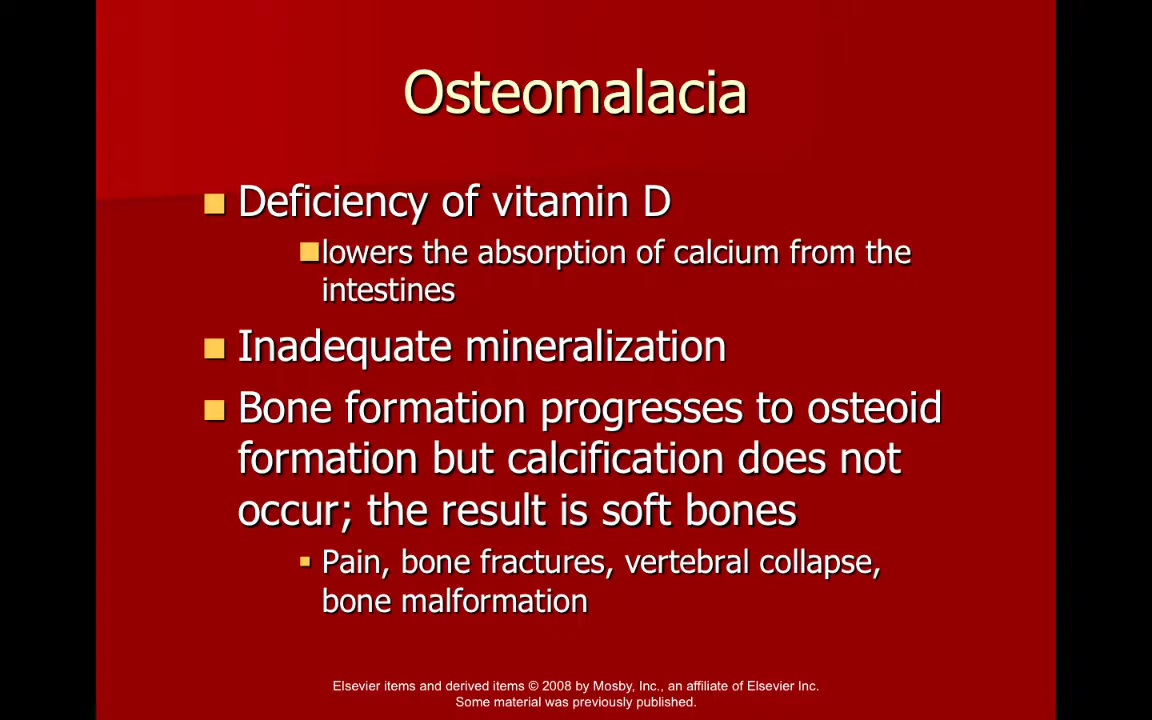 Osteomalacia
Deficiency of vitamin D
lowers the absorption of calcium from the
intestines
Inadequate mineralization
Bone formation progresses to osteoid
formation but calcification does not
occur; the result is soft bones
Pain, bone fractures, vertebral collapse,
bone malformation
Elsevier items and derived items © 2008 by Mosby, Inc., an affiliate of Elsevier Inc.
Some material was previously published.